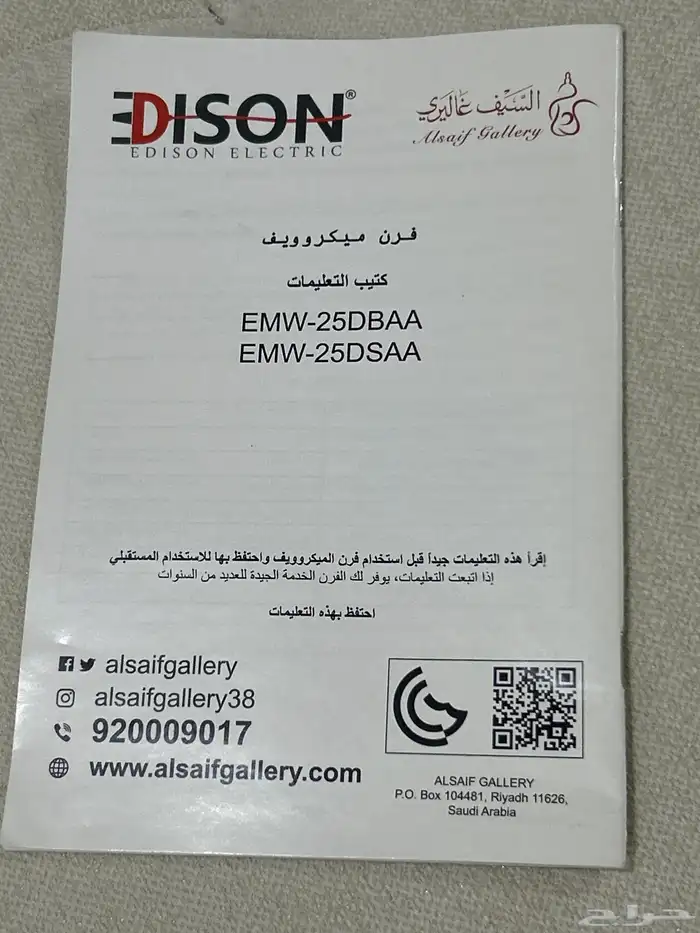 EDISON®
EDISON ELECTRIC
السيف غاليري
Alsaif Gallery
فرن ميكروويف
كتيب التعليمات
EMW-25DBAA
EMW-25DSAA
إقرأ هذه التعليمات جيداً قبل استخدام فرن الميكروويف واحتفظ بها للاستخدام المستقبلي
إذا اتبعت التعليمات، يوفر لك الفرن الخدمة الجيدة للعديد من السنوات
احتفظ بهذه التعليمات
alsaifgallery
alsaifgallery38
920009017
www.alsaifgallery.com
ALSAIF GALLERY
P.O. Box 104481, Riyadh 11626,
Saudi Arabia
حراج